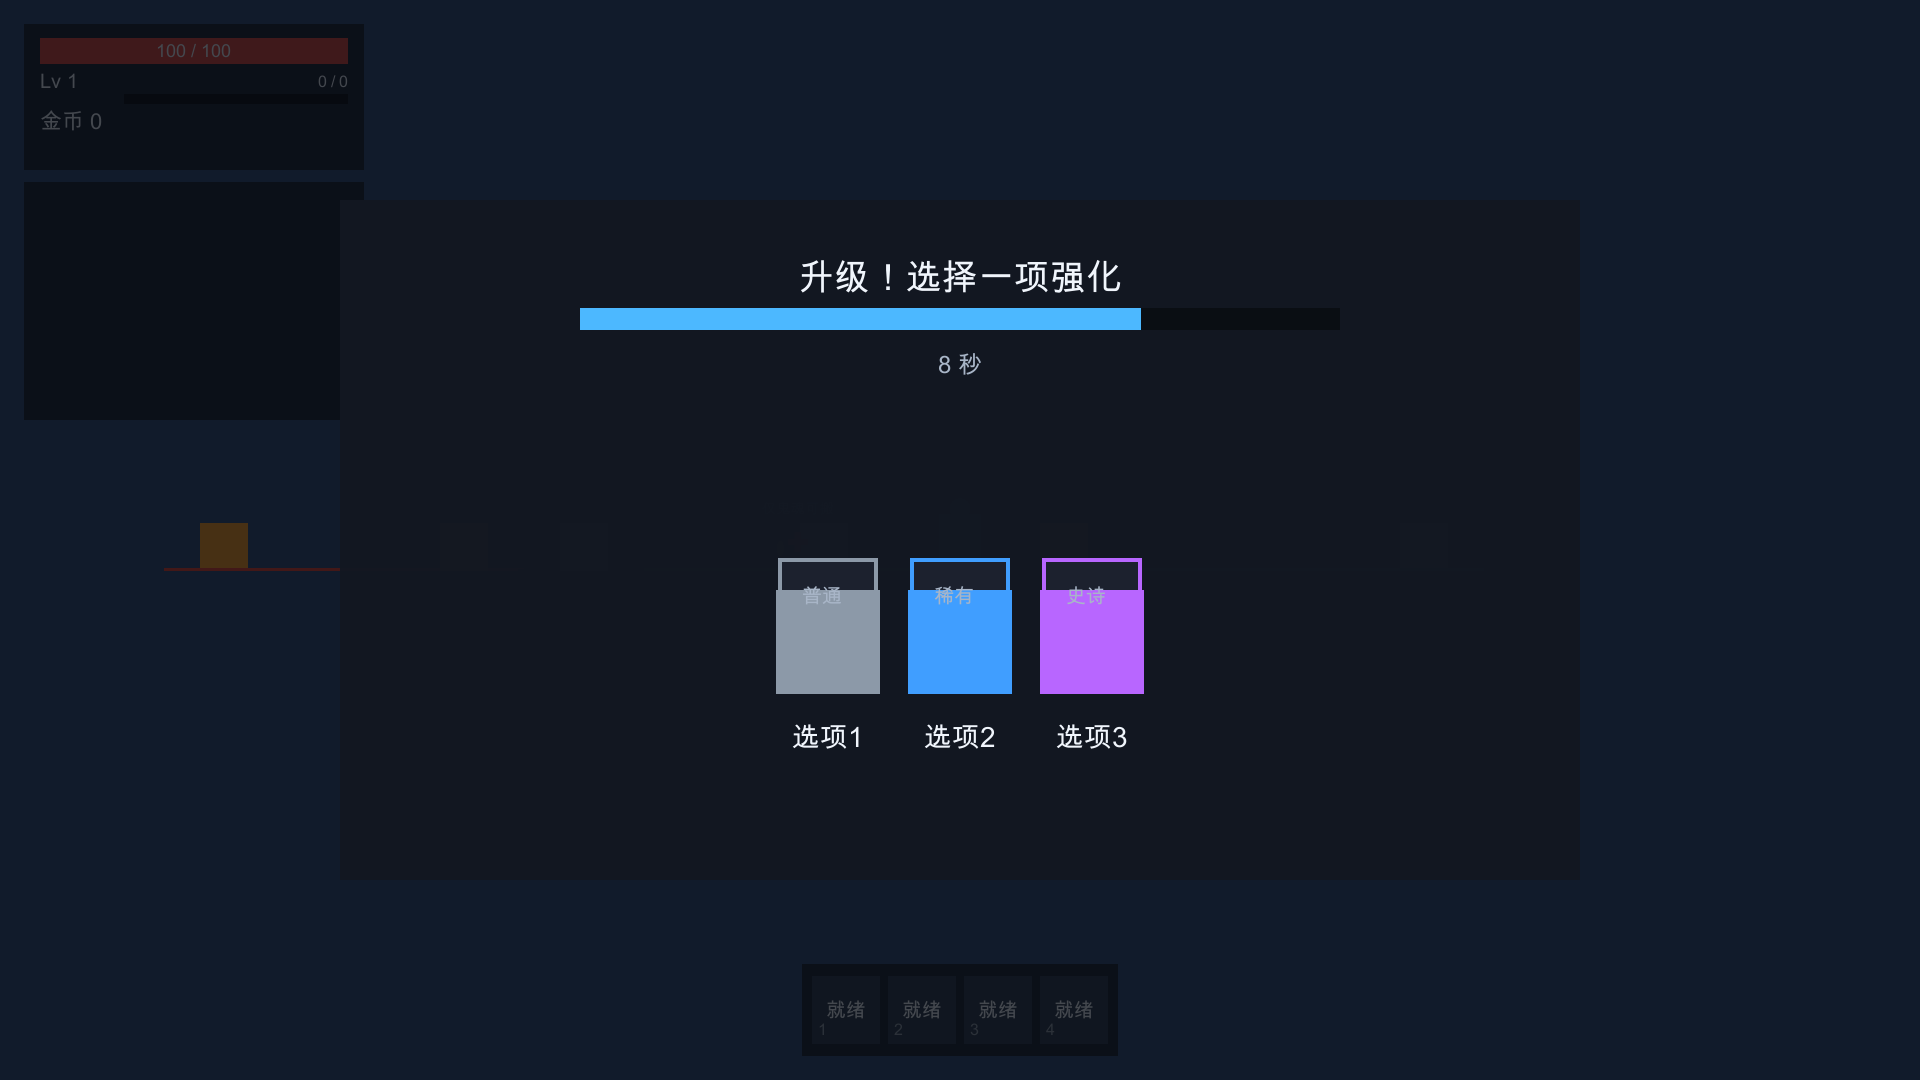 100 / 100
Lv 1
0 / 0
金币 0
升级！选择一项强化
8 秒
普通
稀有
史诗
选项1
选项2
选项3
就绪
就绪
就绪
就绪
1
2
3
4